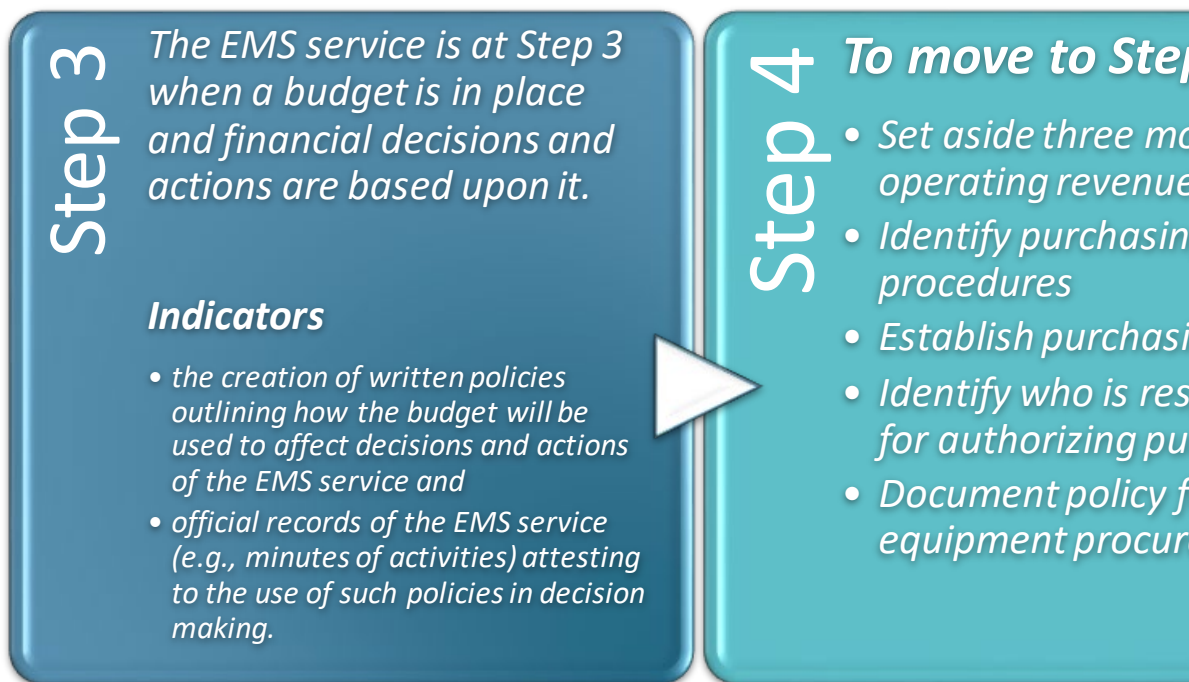 Step 3
The EMS service is at Step 3
when a budget is in place
and financial decisions and
actions are based upon it.
Indicators
• the creation of written policies
outlining how the budget will be
used to affect decisions and actions
of the EMS service and
• official records of the EMS service
(e.g., minutes of activities) attesting
to the use of such policies in decision
making.
Step 4
To move to Step
• Set aside three
operating revenue
• Identify
procedures
• Establish
• Identify who is
for authorizing
• Document policy
equipment